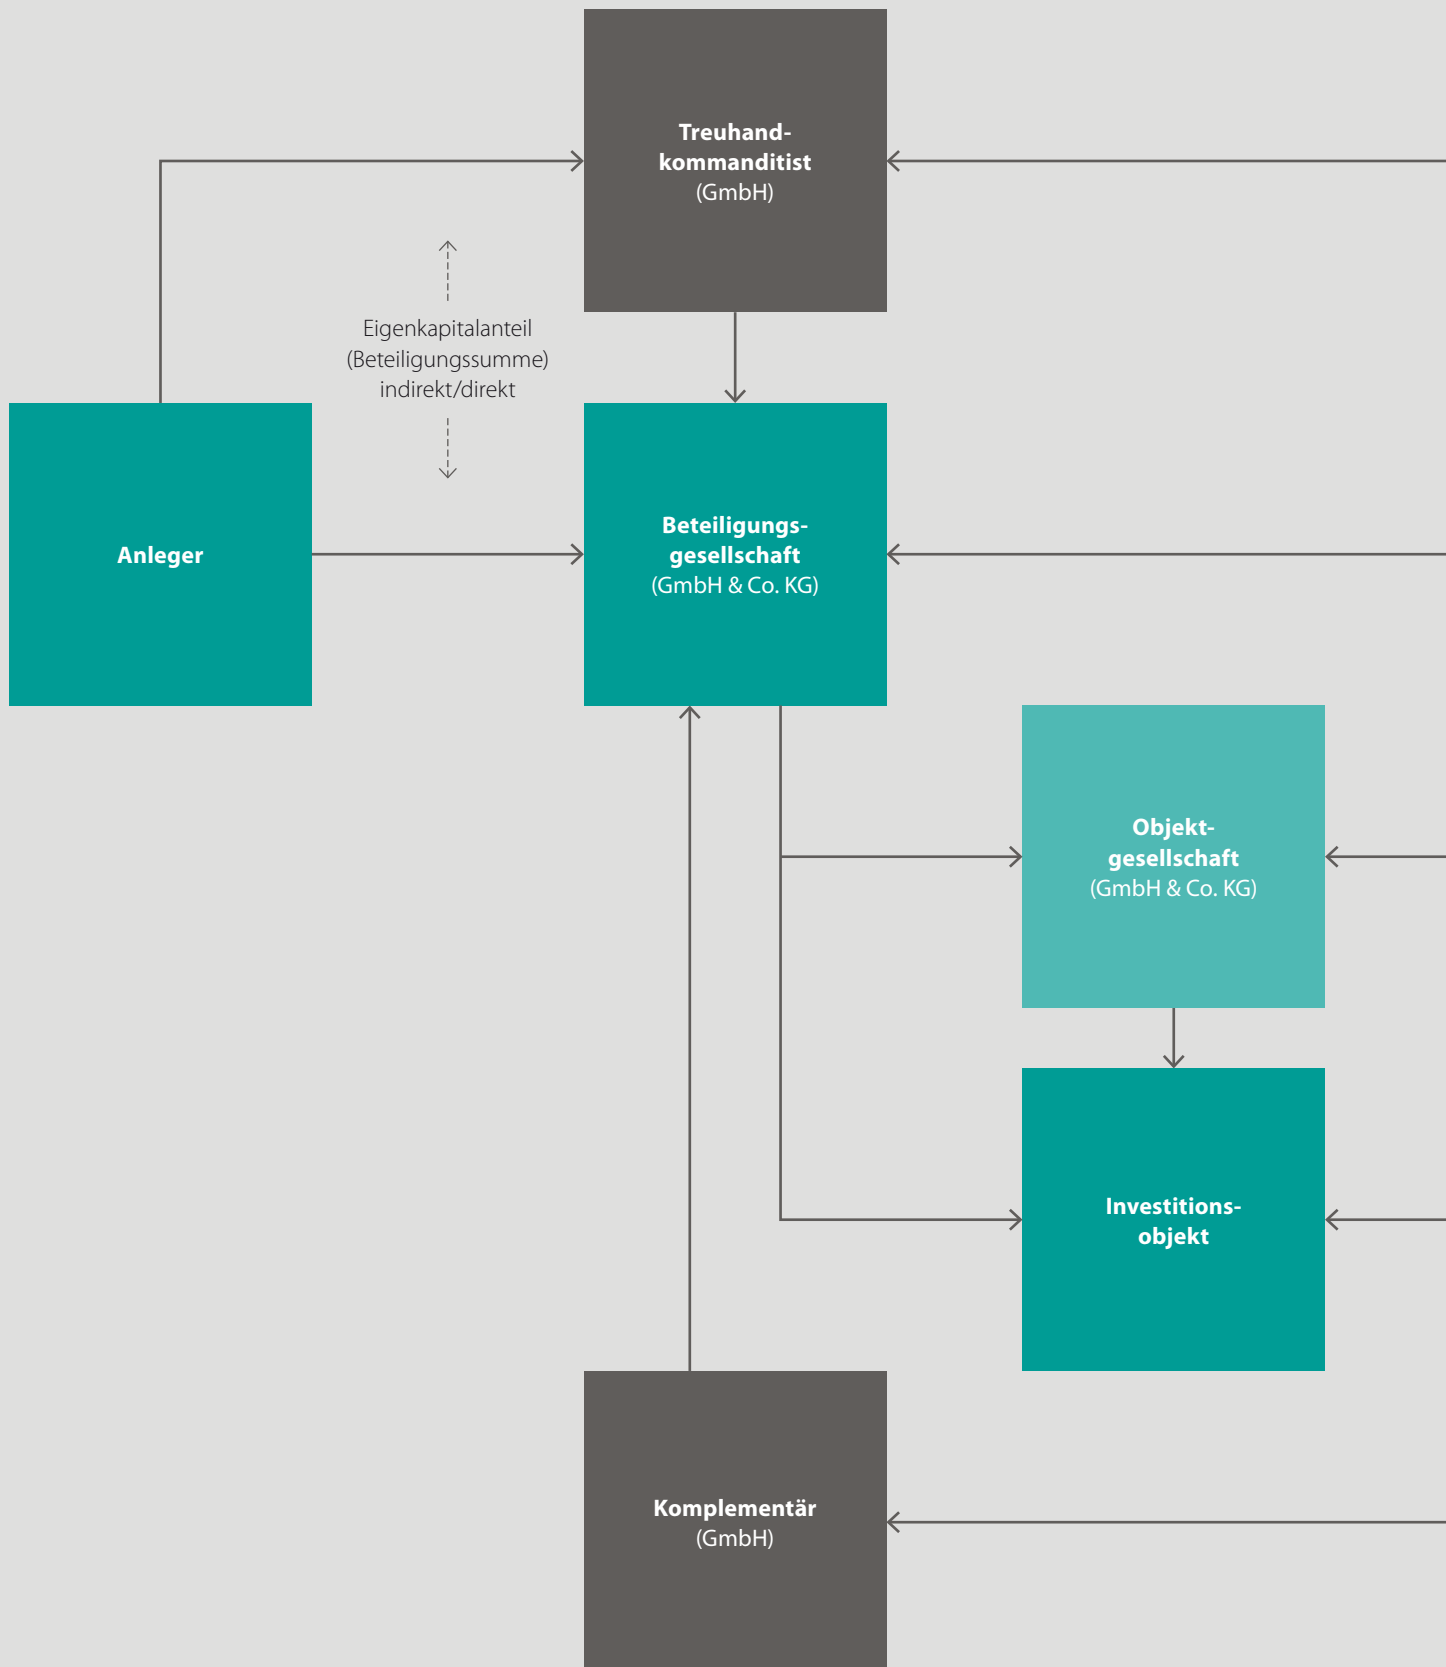 Treuhand-
kommanditist
(GmbH)
Eigenkapitalanteil
(Beteiligungssumme)
indirekt/direkt
Anleger
Beteiligungs-
gesellschaft
(GmbH & Co. KG)
Objekt-
gesellschaft
(GmbH & Co. KG)
Investitions-
objekt
Komplementär
(GmbH)